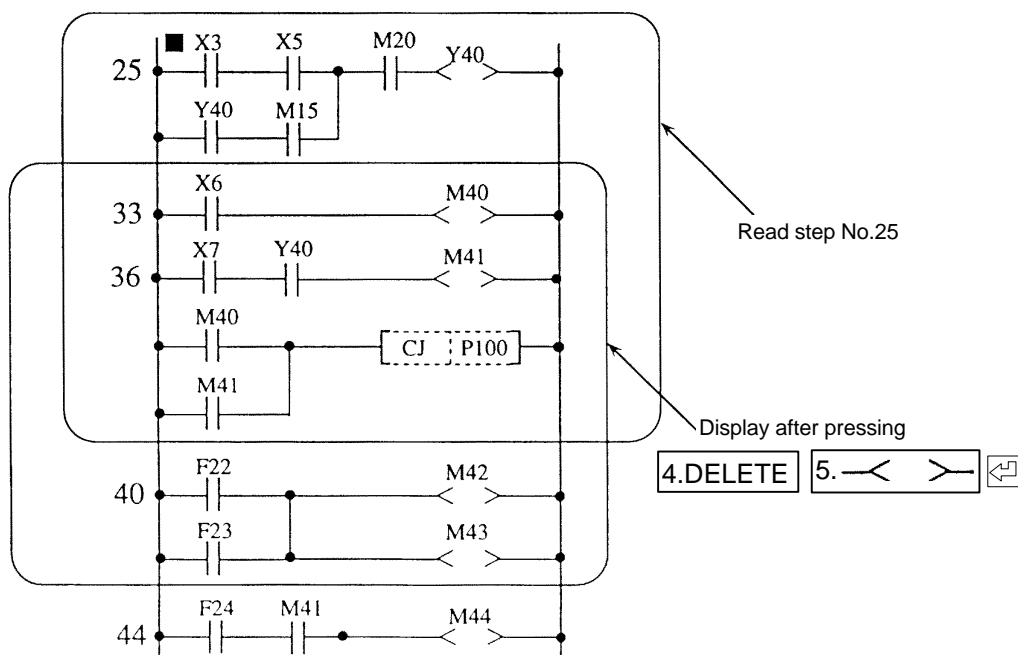 X3 X5 M20 Y40
25
Y40 M15
X6 M40
33
Read step No.25
X7 Y40 M41
36
M40
CJ P100
M41
Display after pressing
F22 M42
4.DELETE 5.
40
F23 M43
F24 M41 M44
44